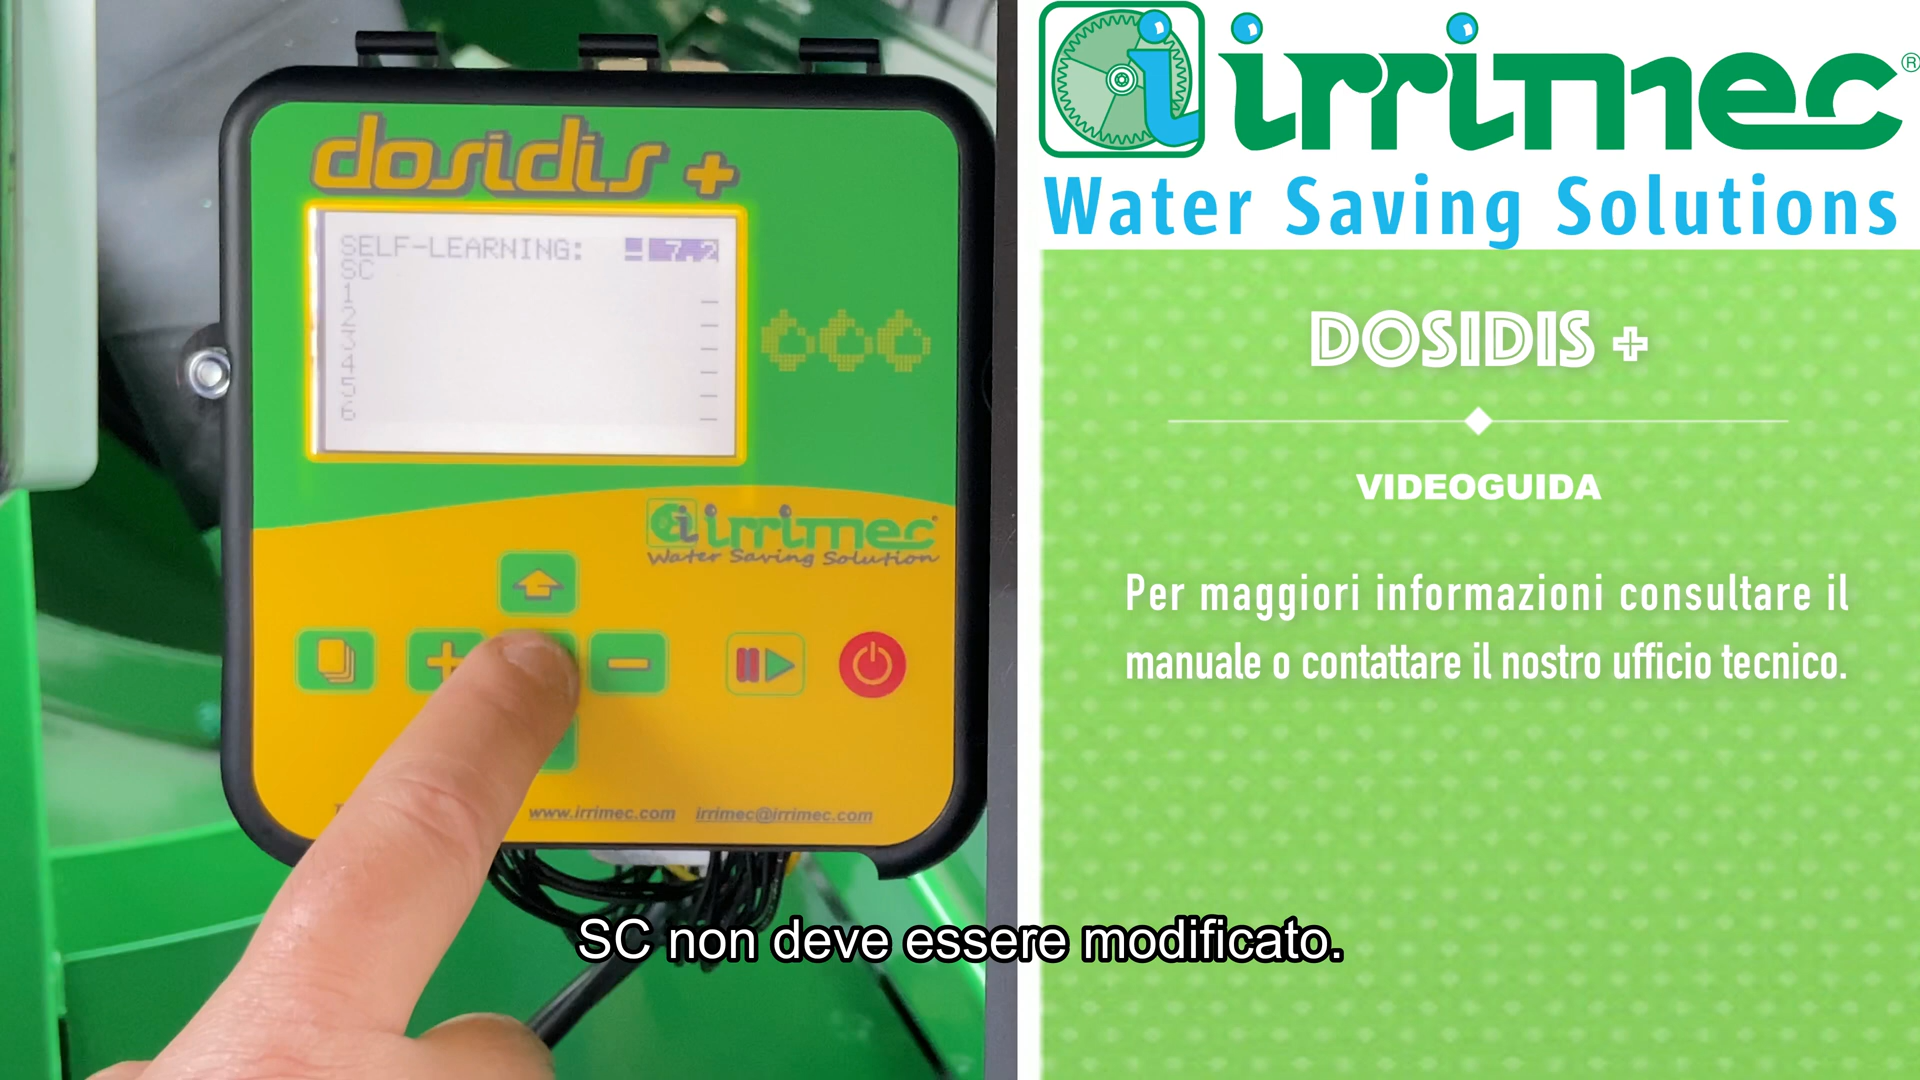 dosidis +
SELF-LEARNING: 7.2
SC
1 _
2 _
3 _
4 _
5 _
6 _
irrimec
Water Saving Solution
www.irrimec.com irrimec@irrimec.com
irrimec®
Water Saving Solutions
DOSIDIS +
VIDEOGUIDA
Per maggiori informazioni consultare il
manuale o contattare il nostro ufficio tecnico.
SC non deve essere modificato.